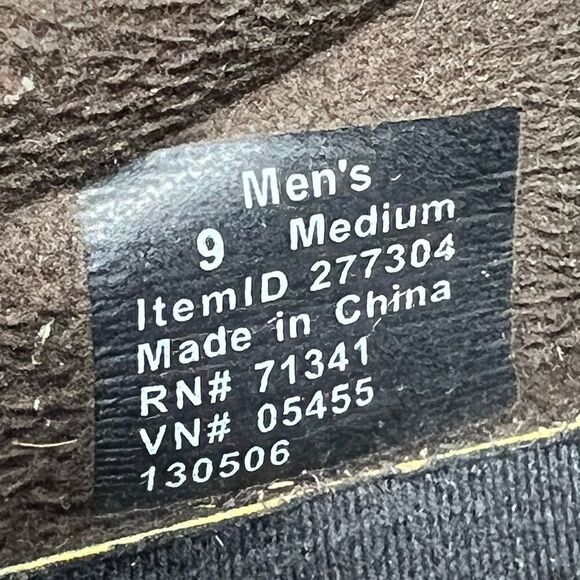 Men's
9 Medium
ItemID 277304
Made in China
RN# 71341
VN# 05455
130506